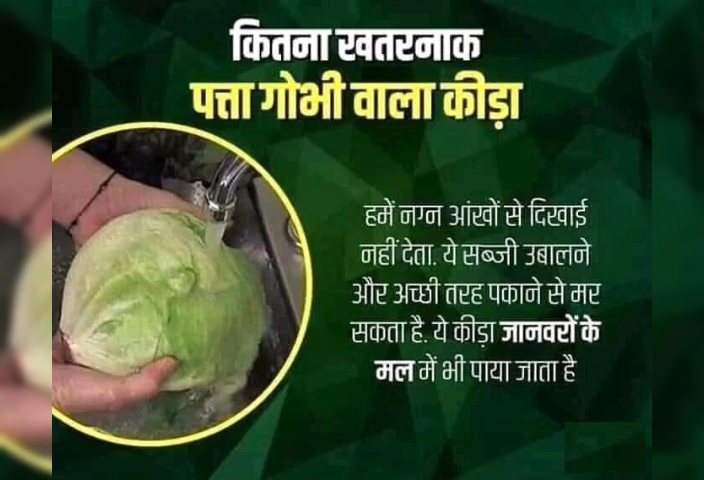 कितना खतरनाक
पत्ता गोभी वाला कीड़ा
हमें नग्न आंखों से दिखाई
नहीं देता. ये सब्जी उबालने
और अच्छी तरह पकाने से मर
सकता है. ये कीड़ा जानवरों के
मल में भी पाया जाता है